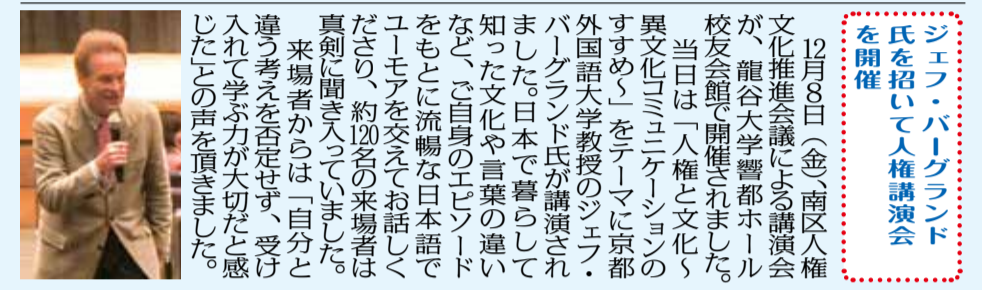 ジェフ・バーグランド
氏を招いて人権講演会
を開催
12月8日（金）、南区人権
文化推進会議による講演会
が、龍谷大学響都ホール
校友会館で開催されました。
当日は「人権と文化～
異文化コミュニケーションの
すすめ～」をテーマに京都
外国語大学教授のジェフ・
バーグランド氏が講演され
ました。日本で暮らして
知った文化や言葉の違い
など、ご自身のエピソード
をもとに流暢な日本語で
ユーモアを交えてお話しく
ださり、約120名の来場者は
真剣に聞き入っていました。
来場者からは「自分と
違う考えを否定せず、受け
入れて学ぶ力が大切だと感
じた」との声を頂きました。